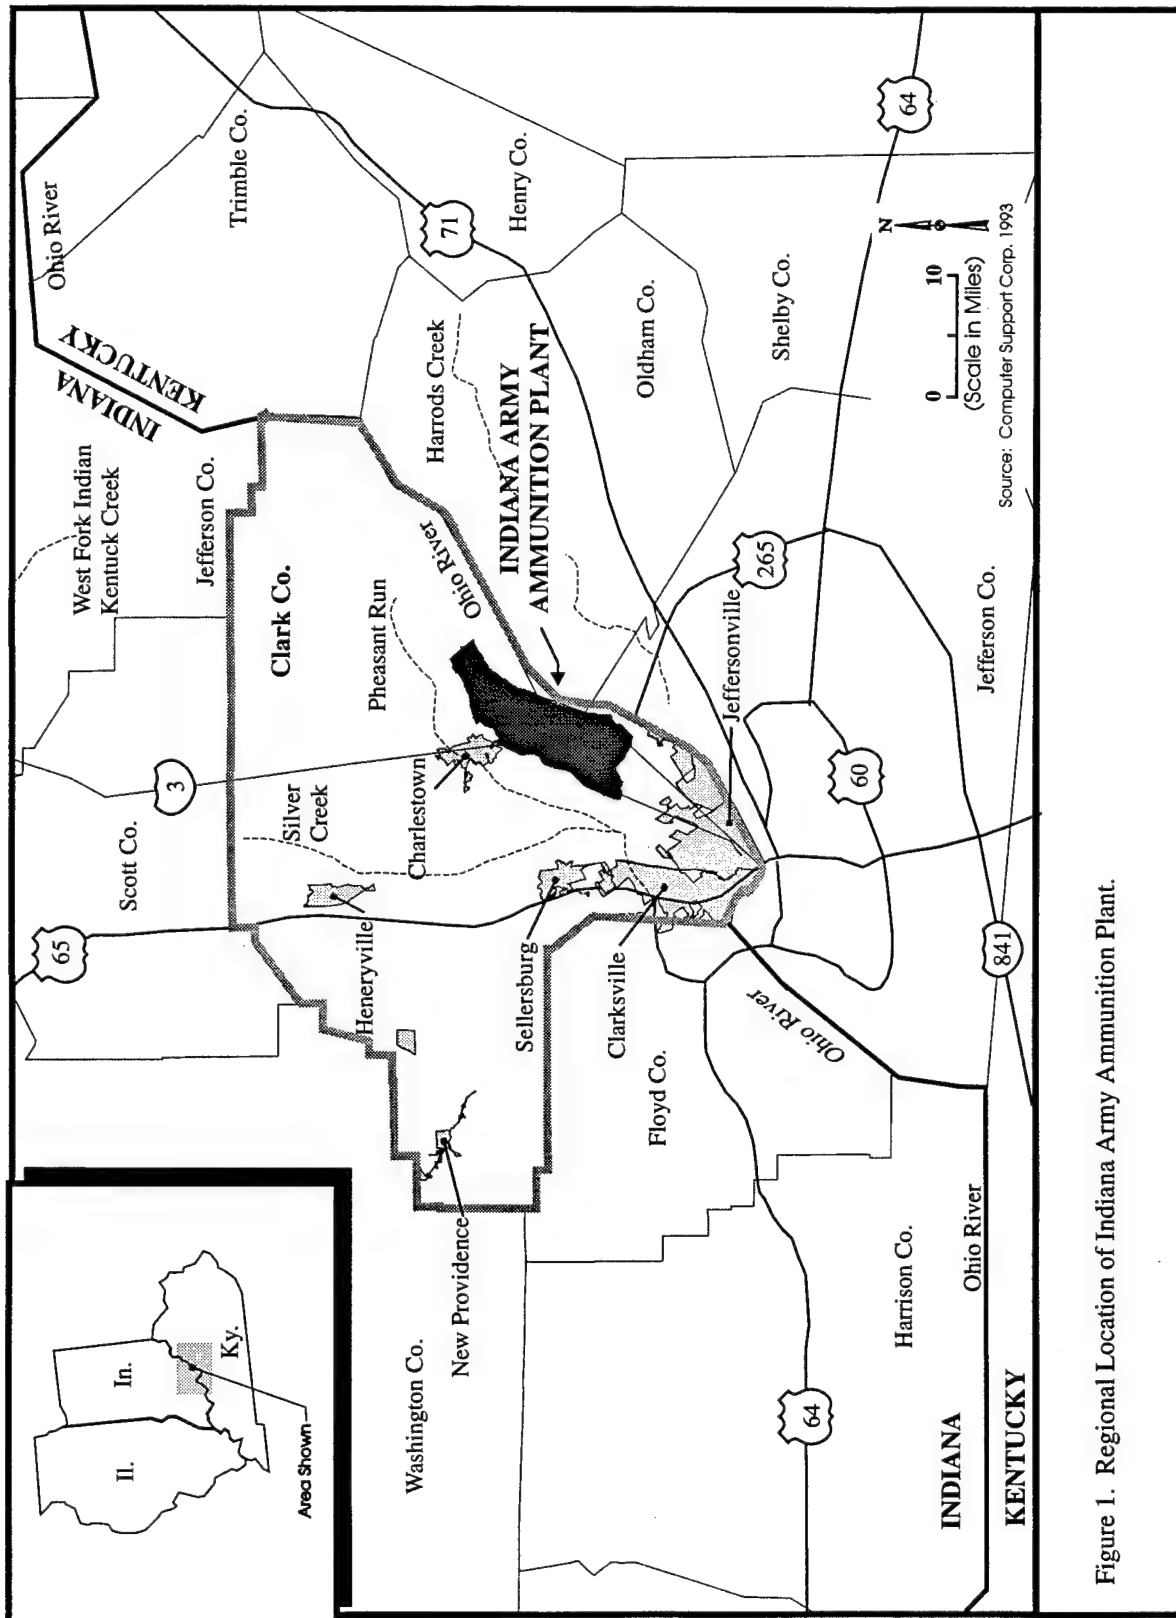 Il.
In.
Ky.
Area Shown
65
Scott Co.
3
West Fork Indian
Kentuck Creek
Jefferson Co.
INDIANA
KENTUCKY
Ohio River
Trimble Co.
Clark Co.
Silver
Creek
Pheasant Run
Heneryville
Charlestown
New Providence
Washington Co.
Ohio River
Harrods Creek
71
Henry Co.
INDIANA ARMY
AMMUNITION PLANT
Sellersburg
Clarksville
Floyd Co.
Jeffersonville
Oldham Co.
265
Shelby Co.
64
Ohio River
60
64
Harrison Co.
Ohio River
841
Jefferson Co.
N
0 10
(Scale in Miles)
Source: Computer Support Corp. 1993
INDIANA
KENTUCKY
Figure 1. Regional Location of Indiana Army Ammunition Plant.